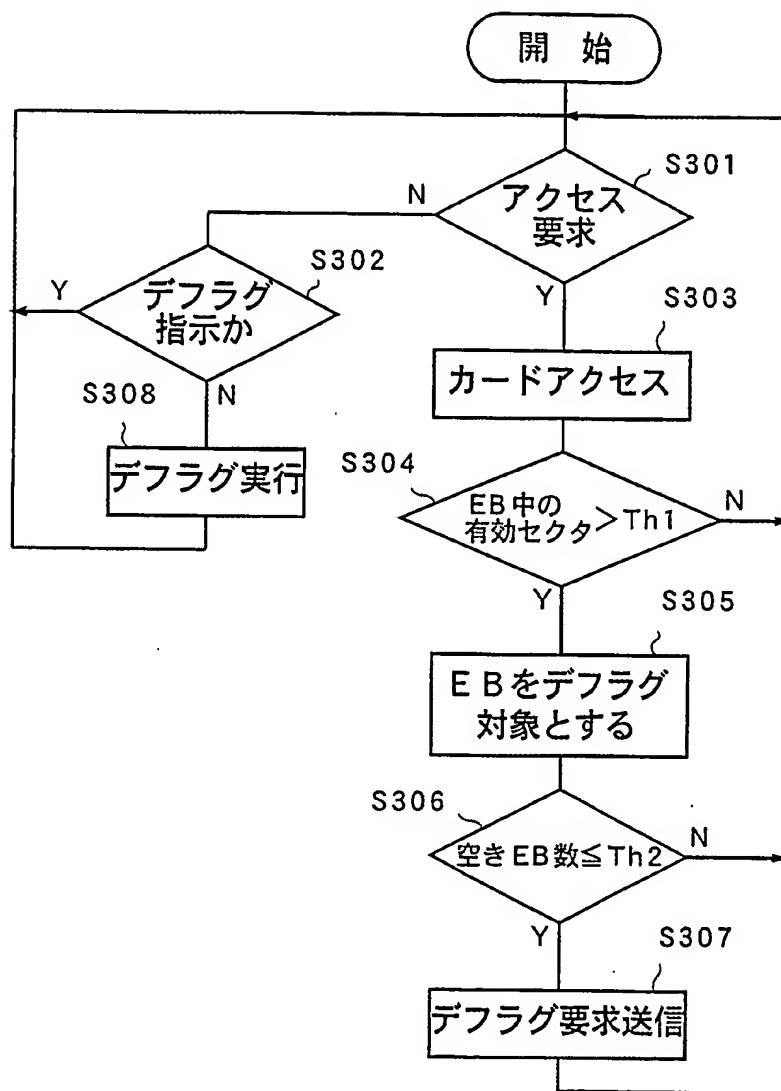 開 始
S301
N
アクセス
要求
Y
S302
Y
デフラグ
指示か
N
S303
カードアクセス
S308
デフラグ実行
S304
EB中の
有効セクタ>Th1
N
Y
S305
EBをデフラグ
対象とする
S306
空きEB数≦Th2
N
Y
S307
デフラグ要求送信